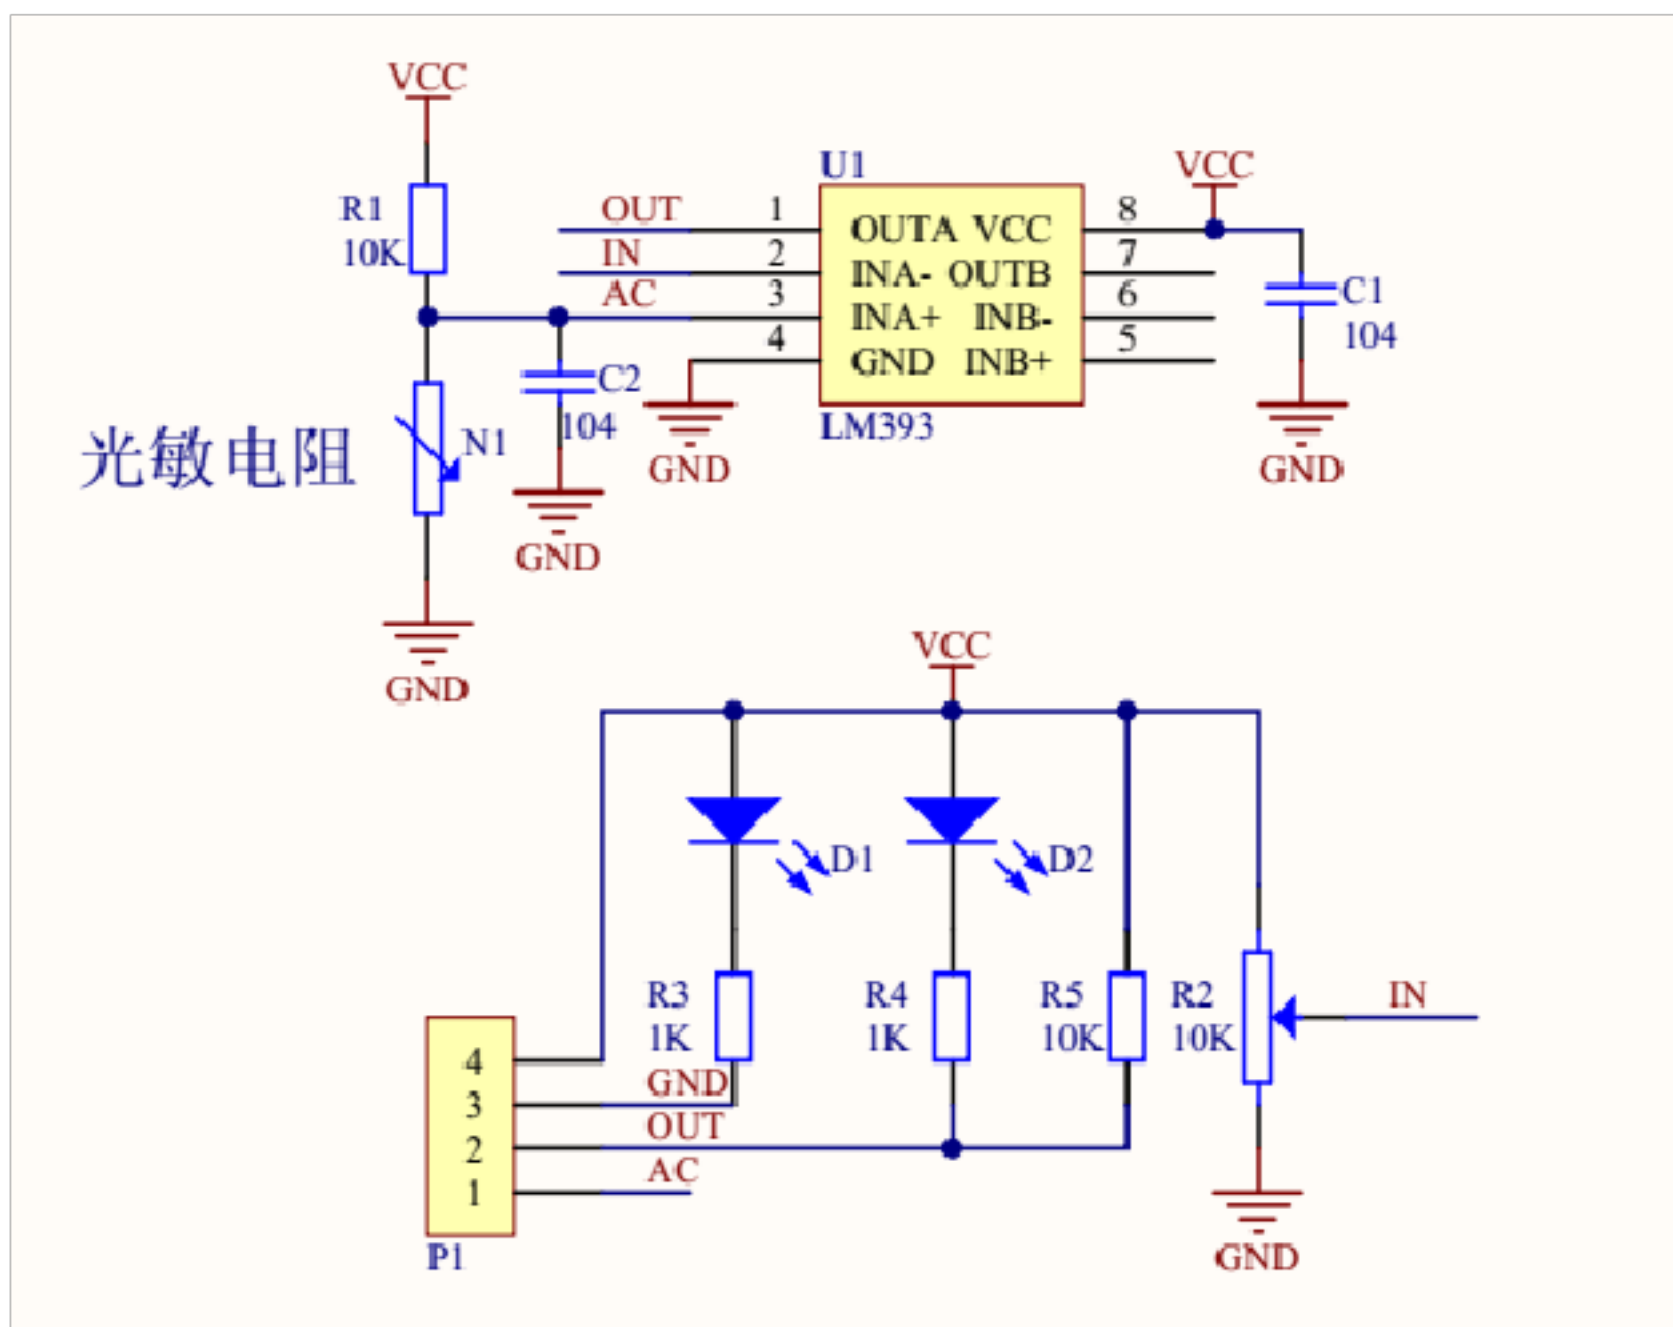 VCC
R1
10K
光敏电阻
N1
GND
C2
104
GND
OUT
IN
AC
1
2
3
4
GND
U1
OUTA VCC
INA- OUTB
INA+ INB-
GND INB+
LM393
8
7
6
5
VCC
C1
104
GND
VCC
D1
D2
R3
1K
R4
1K
R5
10K
R2
10K
IN
GND
4
3
2
1
GND
OUT
AC
P1